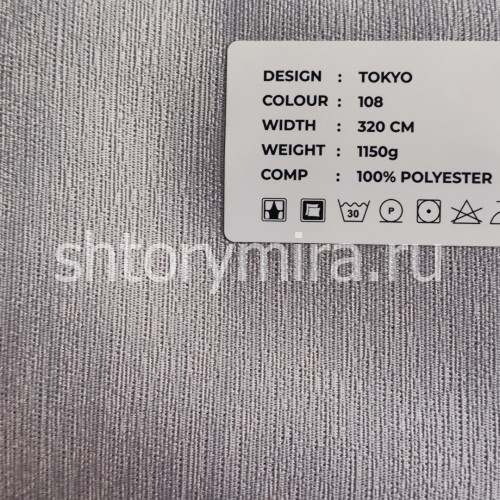 DESIGN : TOKYO
COLOUR : 108
WIDTH : 320 CM
WEIGHT : 1150g
COMP : 100% POLYESTER
30 P
shtorymira.ru